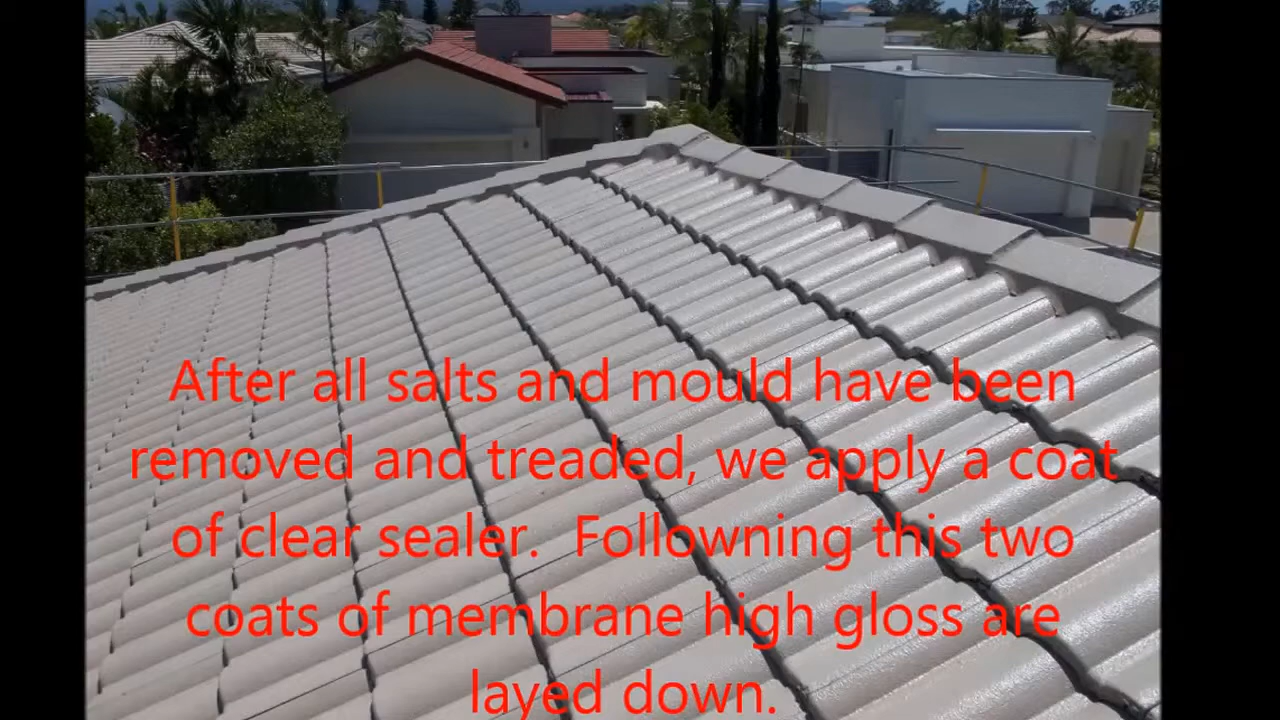 After all salts and mould have been
removed and treaded, we apply a coat
of clear sealer.  Followning this two
coats of membrane high gloss are
layed down.